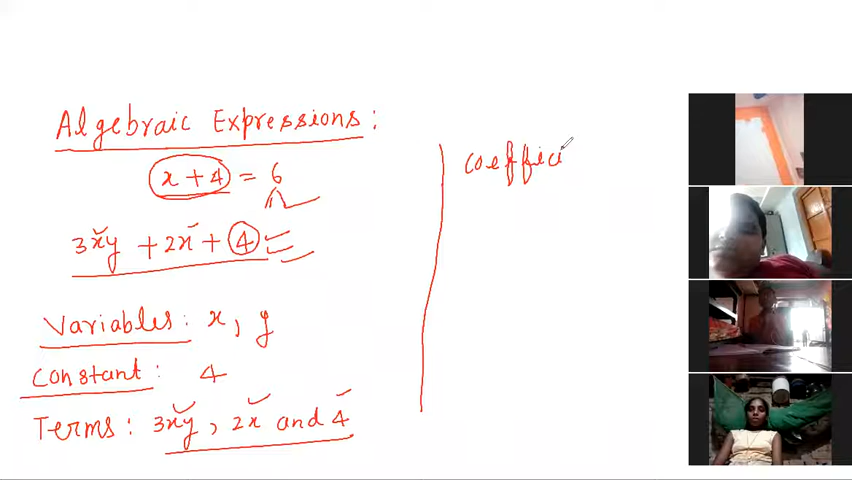 Algebraic Expressions:
x + 4 = 6
3xy + 2x + 4
Variables: x, y
Constant: 4
Terms: 3xy, 2x and 4
coeffici